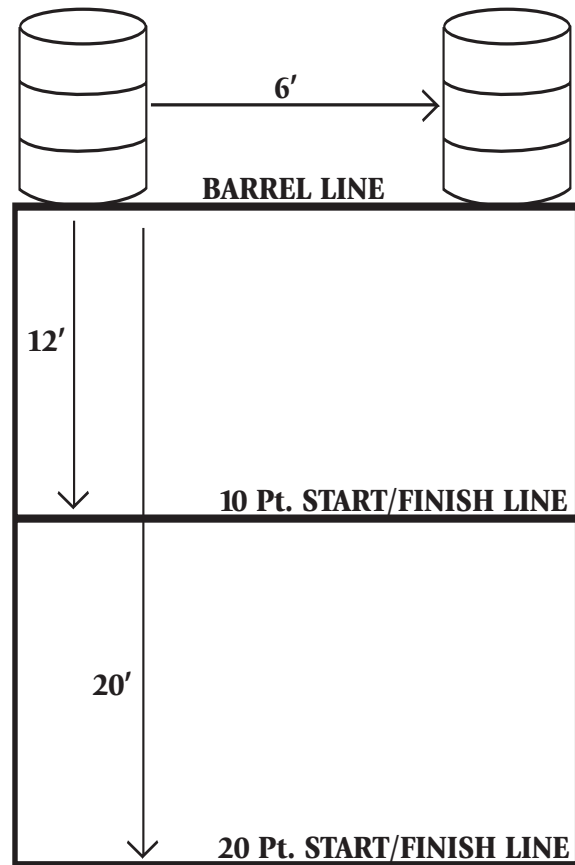 6′
BARREL LINE
12′
10 Pt. START/FINISH LINE
20′
20 Pt. START/FINISH LINE